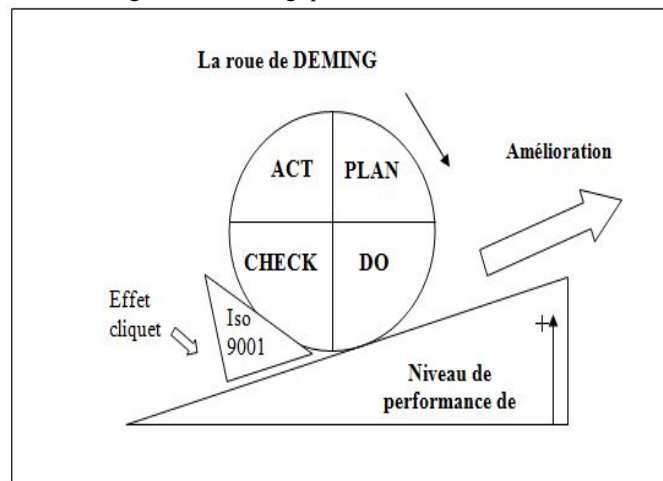 La roue de DEMING
Amélioration
ACT
PLAN
CHECK
DO
Effet
cliquet
Iso
9001
+
Niveau de
performance de